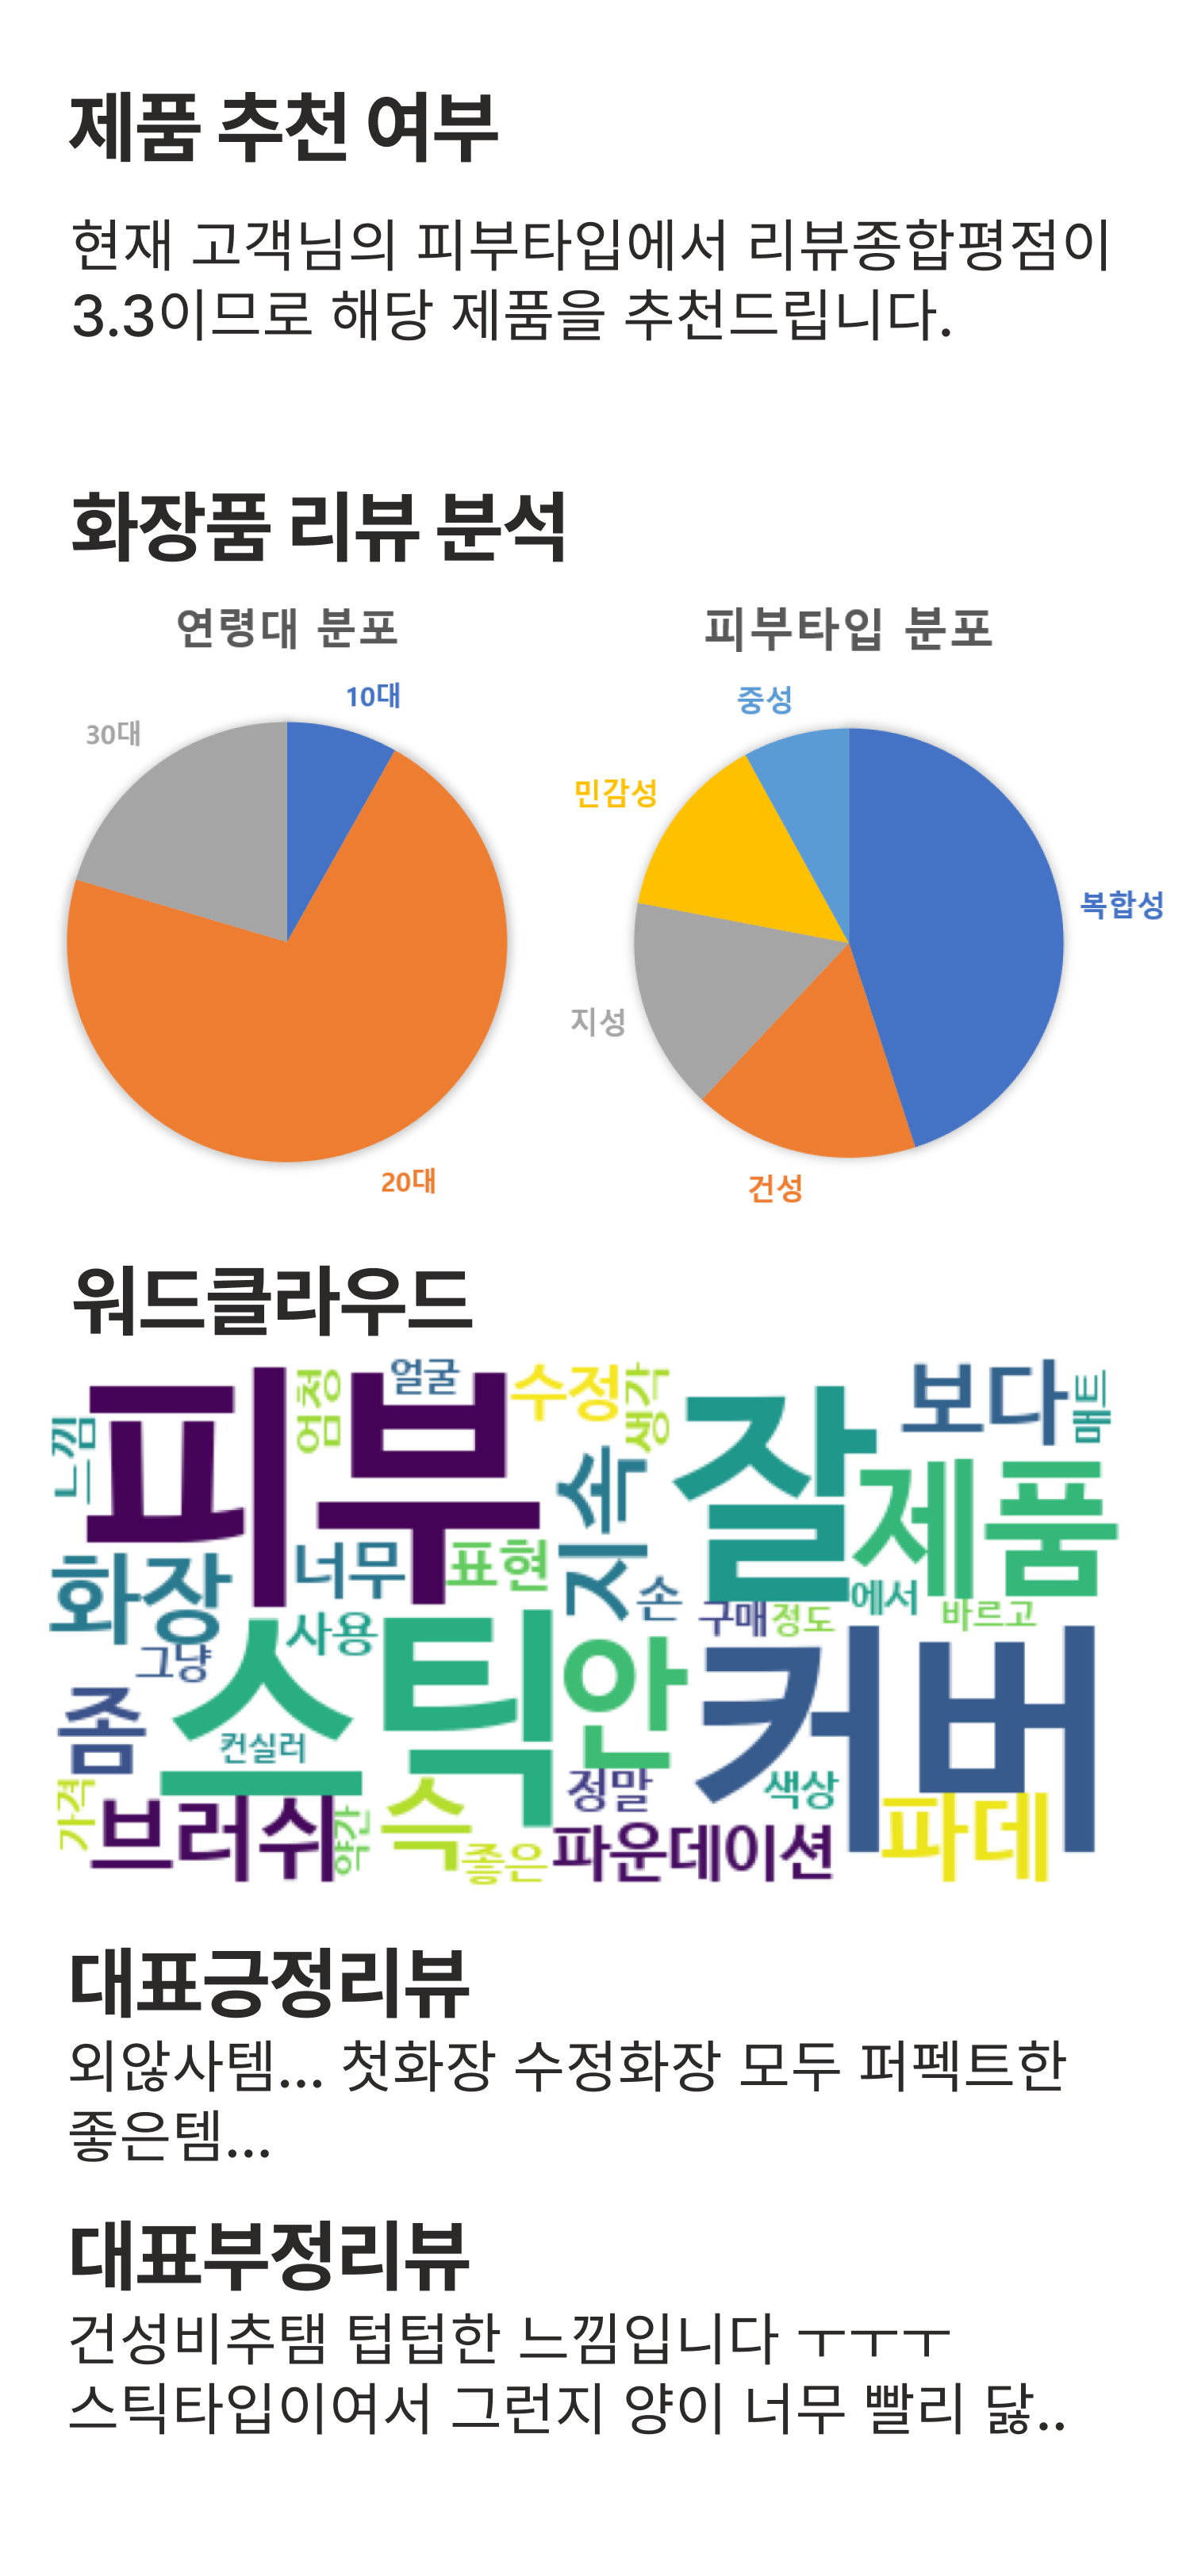 제품 추천 여부
현재 고객님의 피부타입에서 리뷰종합평점이
3.3이므로 해당 제품을 추천드립니다.
화장품 리뷰 분석
연령대 분포
피부타입 분포
10대
30대
20대
중성
민감성
복합성
지성
건성
워드클라우드
피부
엄청
얼굴
수정
생각
잘
보다
매트
느낌
지속
제품
화장
너무
표현
손
구매
정도
에서
바르고
그냥
사용
스틱
안
커버
좀
컨실러
가격
브러쉬
약간
슥
좋은
정말
파운데이션
색상
파데
대표긍정리뷰
외않사템... 첫화장 수정화장 모두 퍼펙트한
좋은템...
대표부정리뷰
건성비추탬 텁텁한 느낌입니다 ㅜㅜㅜ
스틱타입이여서 그런지 양이 너무 빨리 닳..